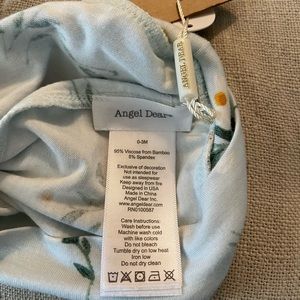 ANGEL DEAR
Angel Dear™
0-3M
95% Viscose from Bamboo
5% Spandex
Exclusive of decoration
Not intended for
use as sleepwear
Keep away from fire
Designed in USA
Made in China
Angel Dear Inc.
www.angeldear.com
RN0100587
Care Instructions:
Wash before use
Machine wash cold
with like colors
Do not bleach
Tumble dry on low heat
Iron low
Do not dry clean